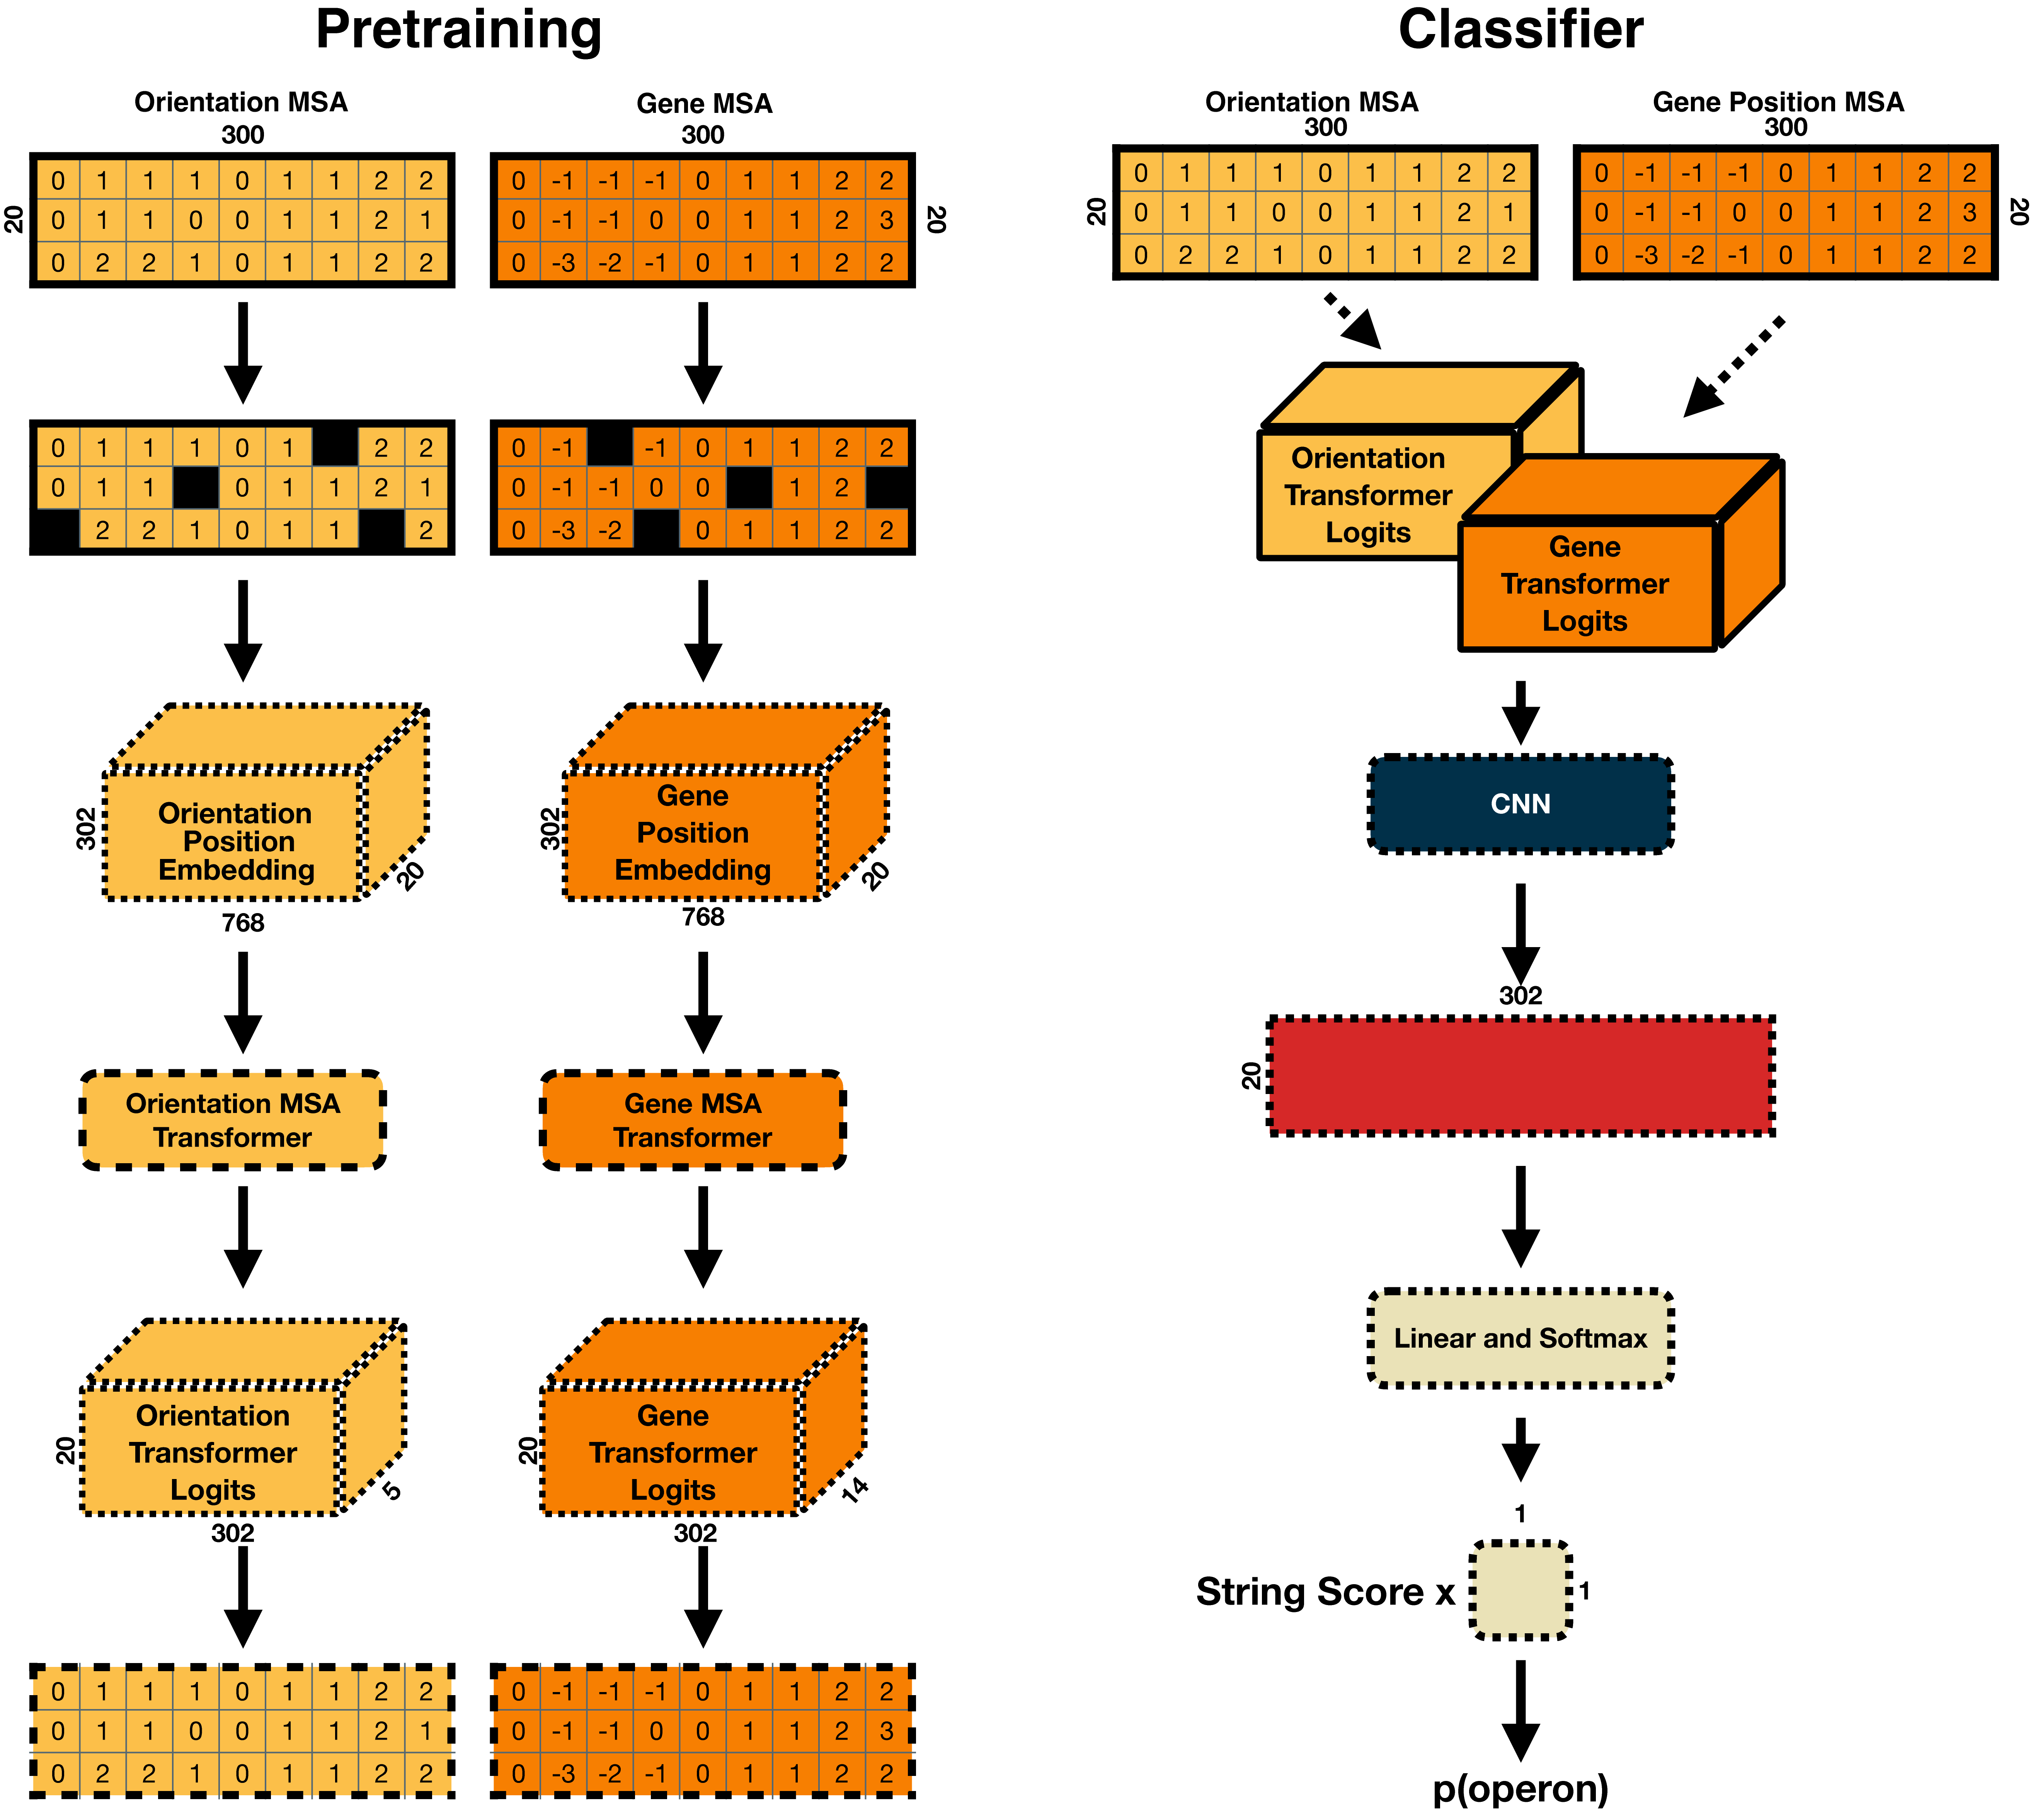 Pretraining
Orientation MSA
300
20
0 1 1 1 0 1 1 2 2
0 1 1 0 0 1 1 2 1
0 2 2 1 0 1 1 2 2
Gene MSA
300
20
0 -1 -1 -1 0 1 1 2 2
0 -1 -1 0 0 1 1 2 3
0 -3 -2 -1 0 1 1 2 2
0 1 1 1 0 1 2 2
0 1 1 0 1 1 2 1
2 2 1 0 1 1 2
0 -1 -1 0 1 1 2 2
0 -1 -1 0 0 1 2
0 -3 -2 0 1 1 2 2
302
Orientation
Position
Embedding
20
768
302
Gene
Position
Embedding
20
768
Orientation MSA
Transformer
Gene MSA
Transformer
20
Orientation
Transformer
Logits
5
302
20
Gene
Transformer
Logits
14
302
0 1 1 1 0 1 1 2 2
0 1 1 0 0 1 1 2 1
0 2 2 1 0 1 1 2 2
0 -1 -1 -1 0 1 1 2 2
0 -1 -1 0 0 1 1 2 3
0 -3 -2 -1 0 1 1 2 2
Classifier
Orientation MSA
300
20
0 1 1 1 0 1 1 2 2
0 1 1 0 0 1 1 2 1
0 2 2 1 0 1 1 2 2
Gene Position MSA
300
20
0 -1 -1 -1 0 1 1 2 2
0 -1 -1 0 0 1 1 2 3
0 -3 -2 -1 0 1 1 2 2
Orientation
Transformer
Logits
Gene
Transformer
Logits
CNN
302
20
Linear and Softmax
1
String Score x
1
p(operon)